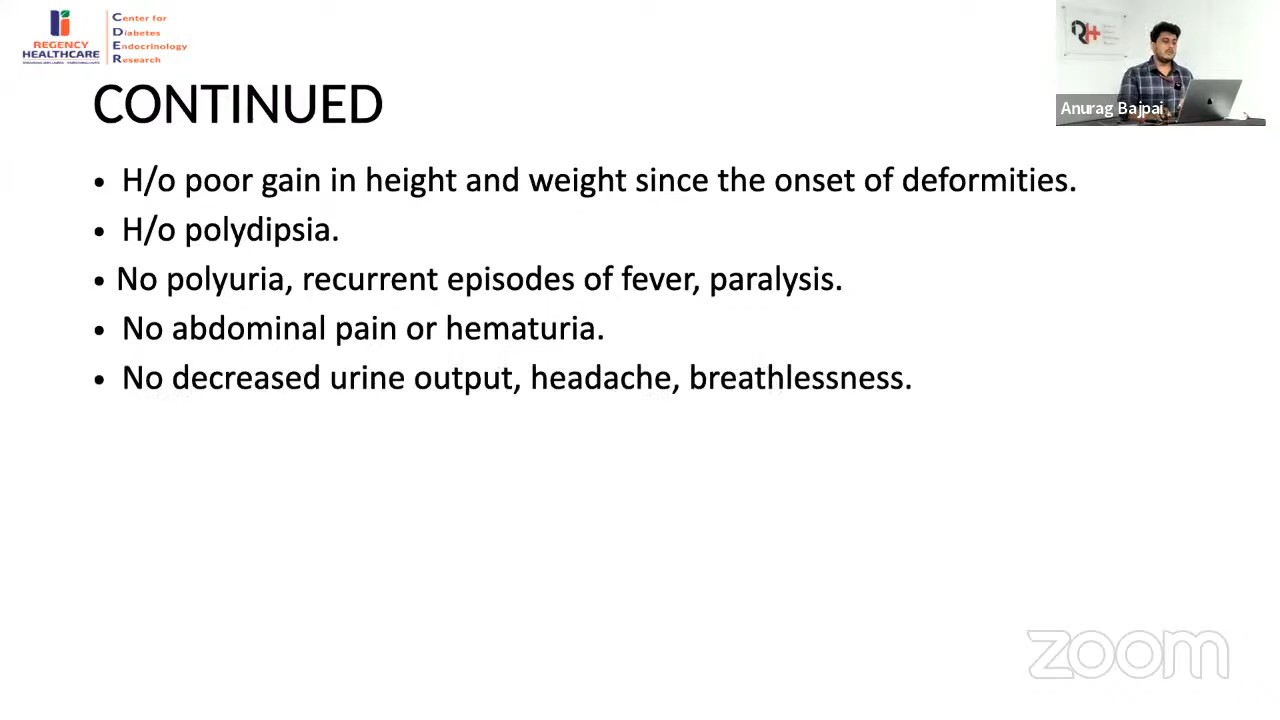 REGENCY
HEALTHCARE
Center for
Diabetes
Endocrinology
Research
CONTINUED
• H/o poor gain in height and weight since the onset of deformities.
• H/o polydipsia.
• No polyuria, recurrent episodes of fever, paralysis.
• No abdominal pain or hematuria.
• No decreased urine output, headache, breathlessness.
RH+
Anurag Bajpai
zoom